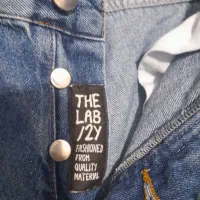 THE
LAB
/2Y
FASHIONED
FROM
QUALITY
MATERIAL